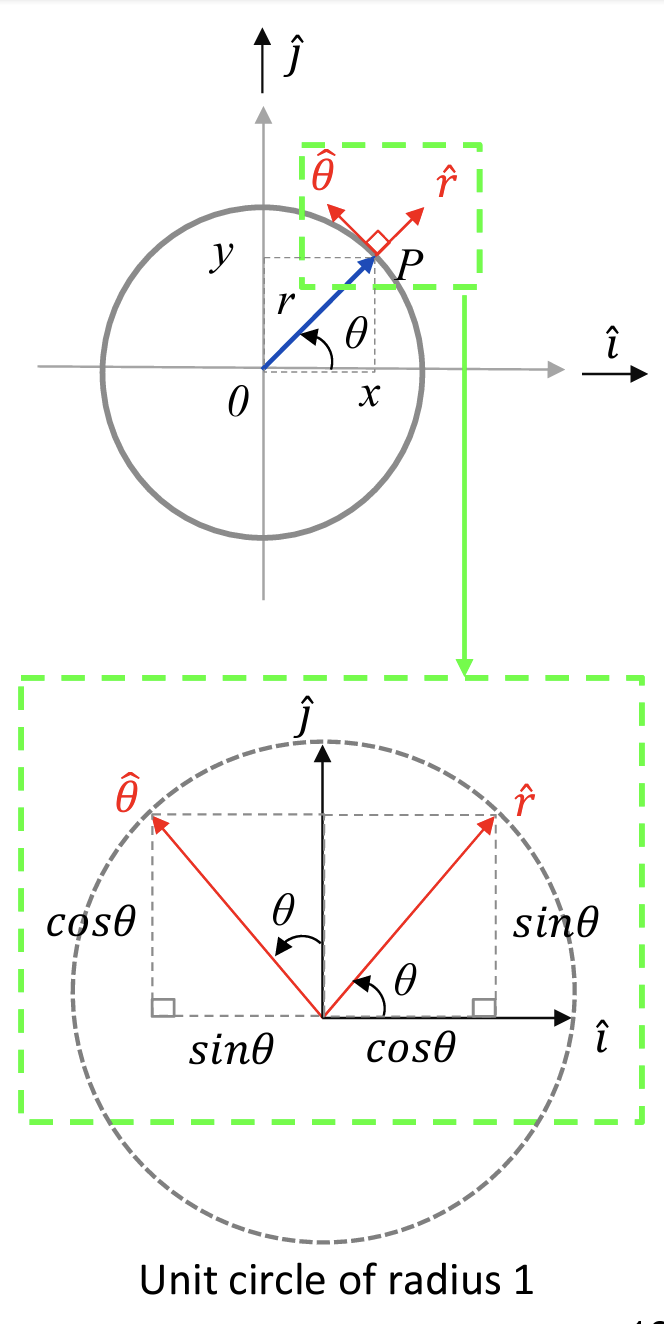 ĵ
θ̂
r̂
y
P
r
θ
î
0
x
ĵ
θ̂
r̂
cosθ
θ
sinθ
θ
î
sinθ
cosθ
Unit circle of radius 1